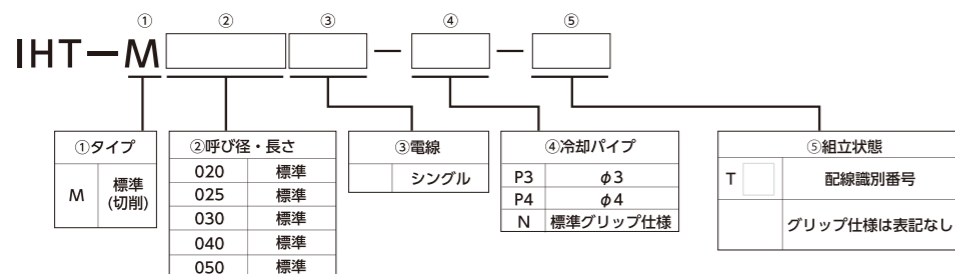 ① ② ③ ④ ⑤
IHT－M － －
①タイプ
M 標準
(切削)
②呼び径・長さ
020 標準
025 標準
030 標準
040 標準
050 標準
③電線
シングル
④冷却パイプ
P3 φ3
P4 φ4
N 標準グリップ仕様
⑤組立状態
T 配線識別番号
グリップ仕様は表記なし